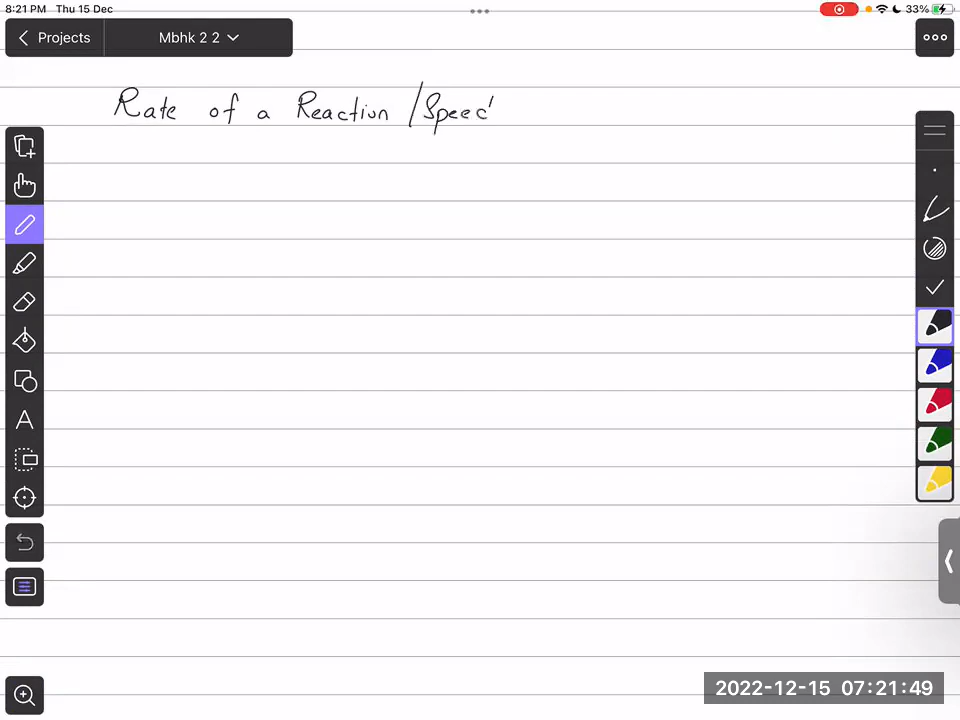 8:21 PM Thu 15 Dec
33%
Projects
Mbhk 2 2
Rate of a Reaction / Speed
A
2022-12-15 07:21:49